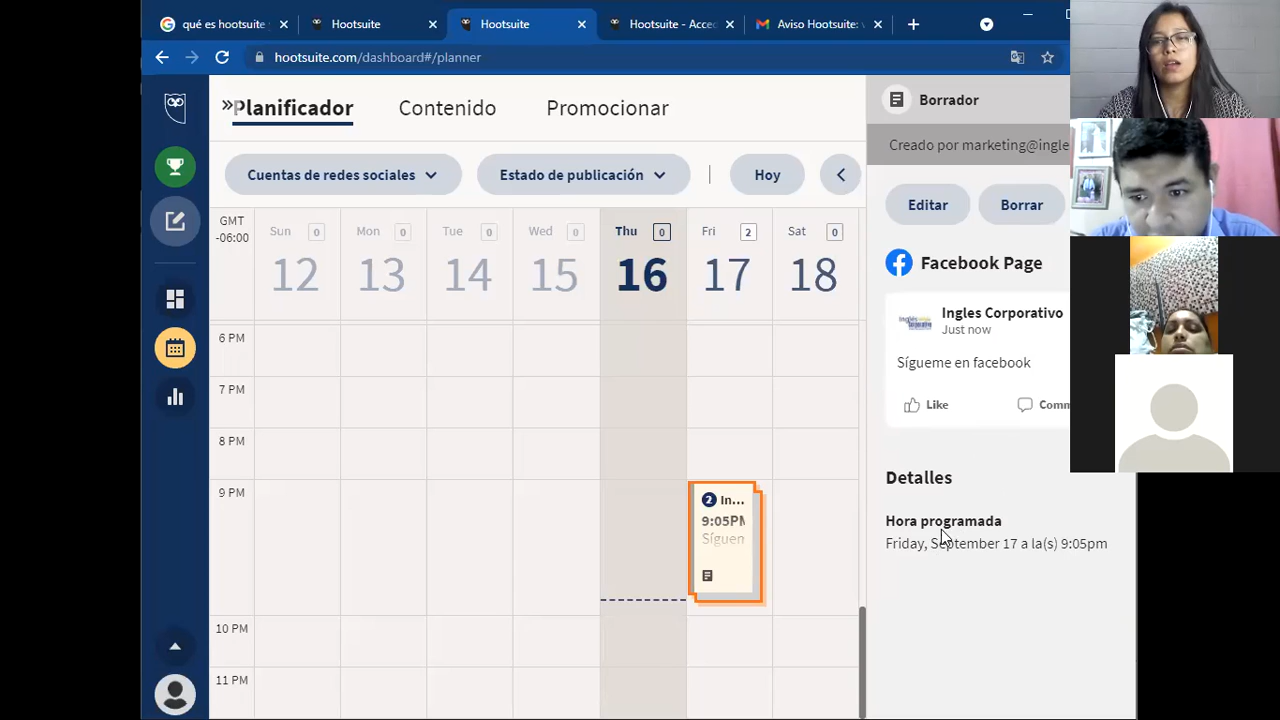 qué es hootsuite
Hootsuite
Hootsuite
Hootsuite - Acce
Aviso Hootsuite:
hootsuite.com/dashboard#/planner
Planificador
Contenido
Promocionar
Cuentas de redes sociales
Estado de publicación
Hoy
GMT
-06:00
Sun 0
Mon 0
Tue 0
Wed 0
Thu 0
Fri 2
Sat 0
12
13
14
15
16
17
18
6 PM
7 PM
8 PM
9 PM
10 PM
11 PM
2 In...
9:05PM
Síguen
Borrador
Creado por marketing@ingle
Editar
Borrar
Facebook Page
Ingles Corporativo
Just now
Sígueme en facebook
Like
Comm
Detalles
Hora programada
Friday, September 17 a la(s) 9:05pm